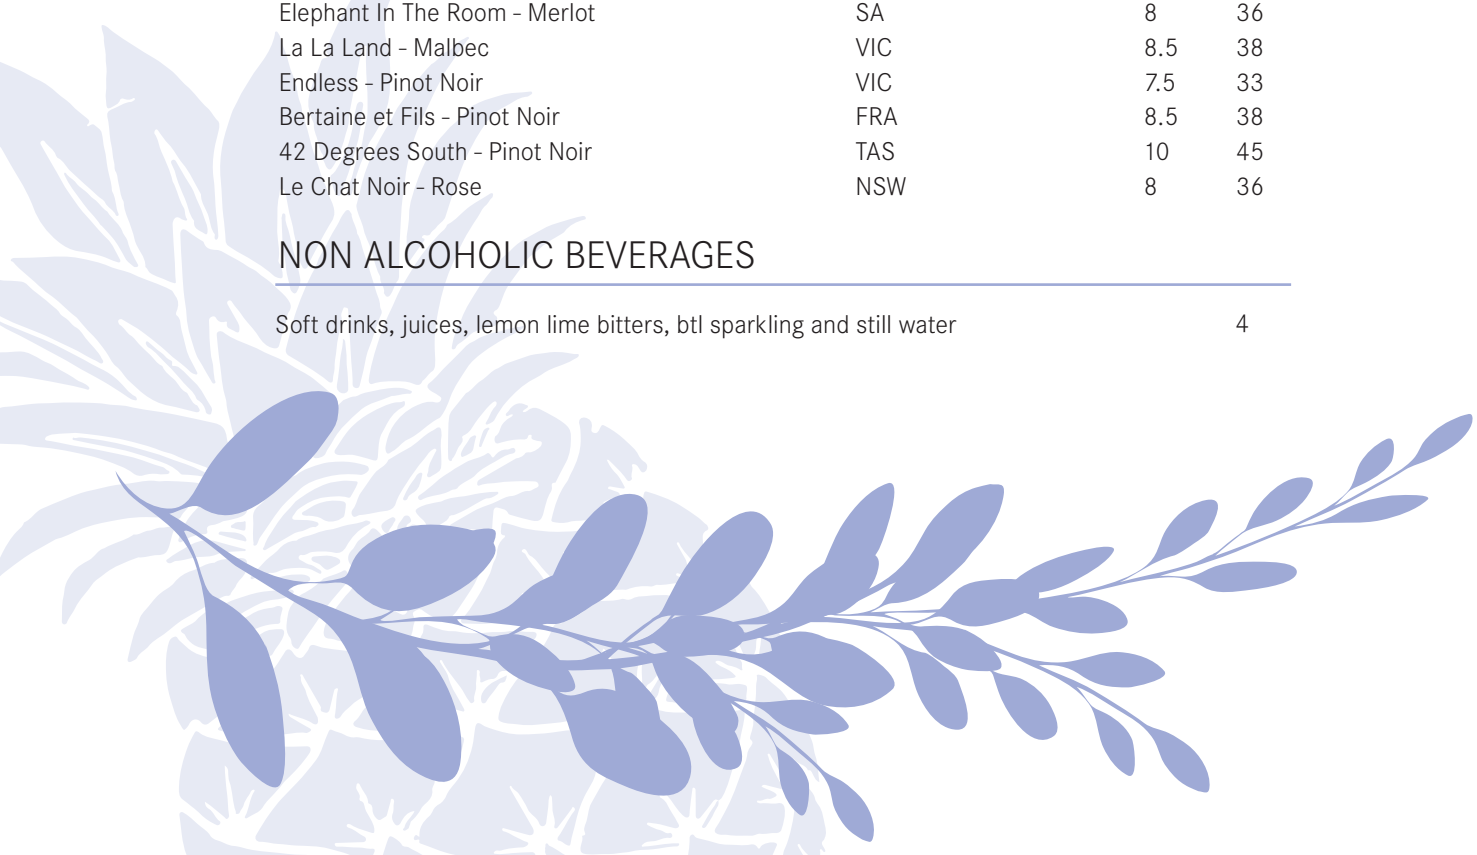 Elephant In The Room - Merlot SA 8 36
La La Land - Malbec VIC 8.5 38
Endless - Pinot Noir VIC 7.5 33
Bertaine et Fils - Pinot Noir FRA 8.5 38
42 Degrees South - Pinot Noir TAS 10 45
Le Chat Noir - Rose NSW 8 36
NON ALCOHOLIC BEVERAGES
Soft drinks, juices, lemon lime bitters, btl sparkling and still water 4